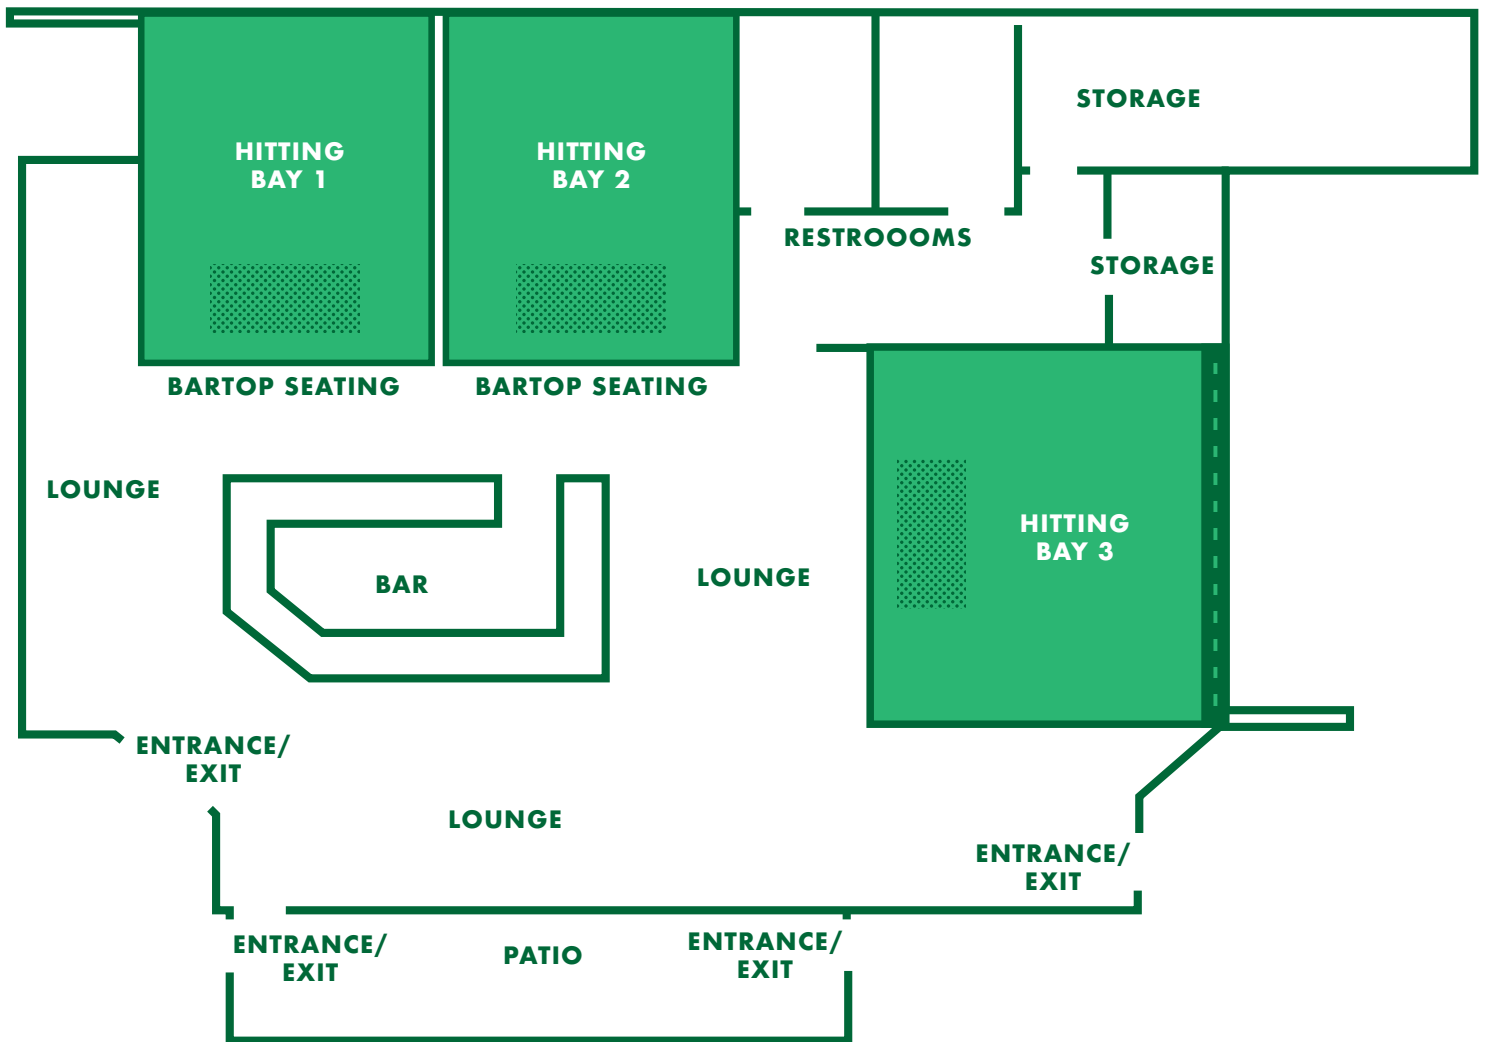 STORAGE
HITTING
BAY 1
HITTING
BAY 2
RESTROOOMS
STORAGE
BARTOP SEATING
BARTOP SEATING
LOUNGE
HITTING
BAY 3
LOUNGE
BAR
ENTRANCE/
EXIT
LOUNGE
ENTRANCE/
EXIT
ENTRANCE/
EXIT
PATIO
ENTRANCE/
EXIT